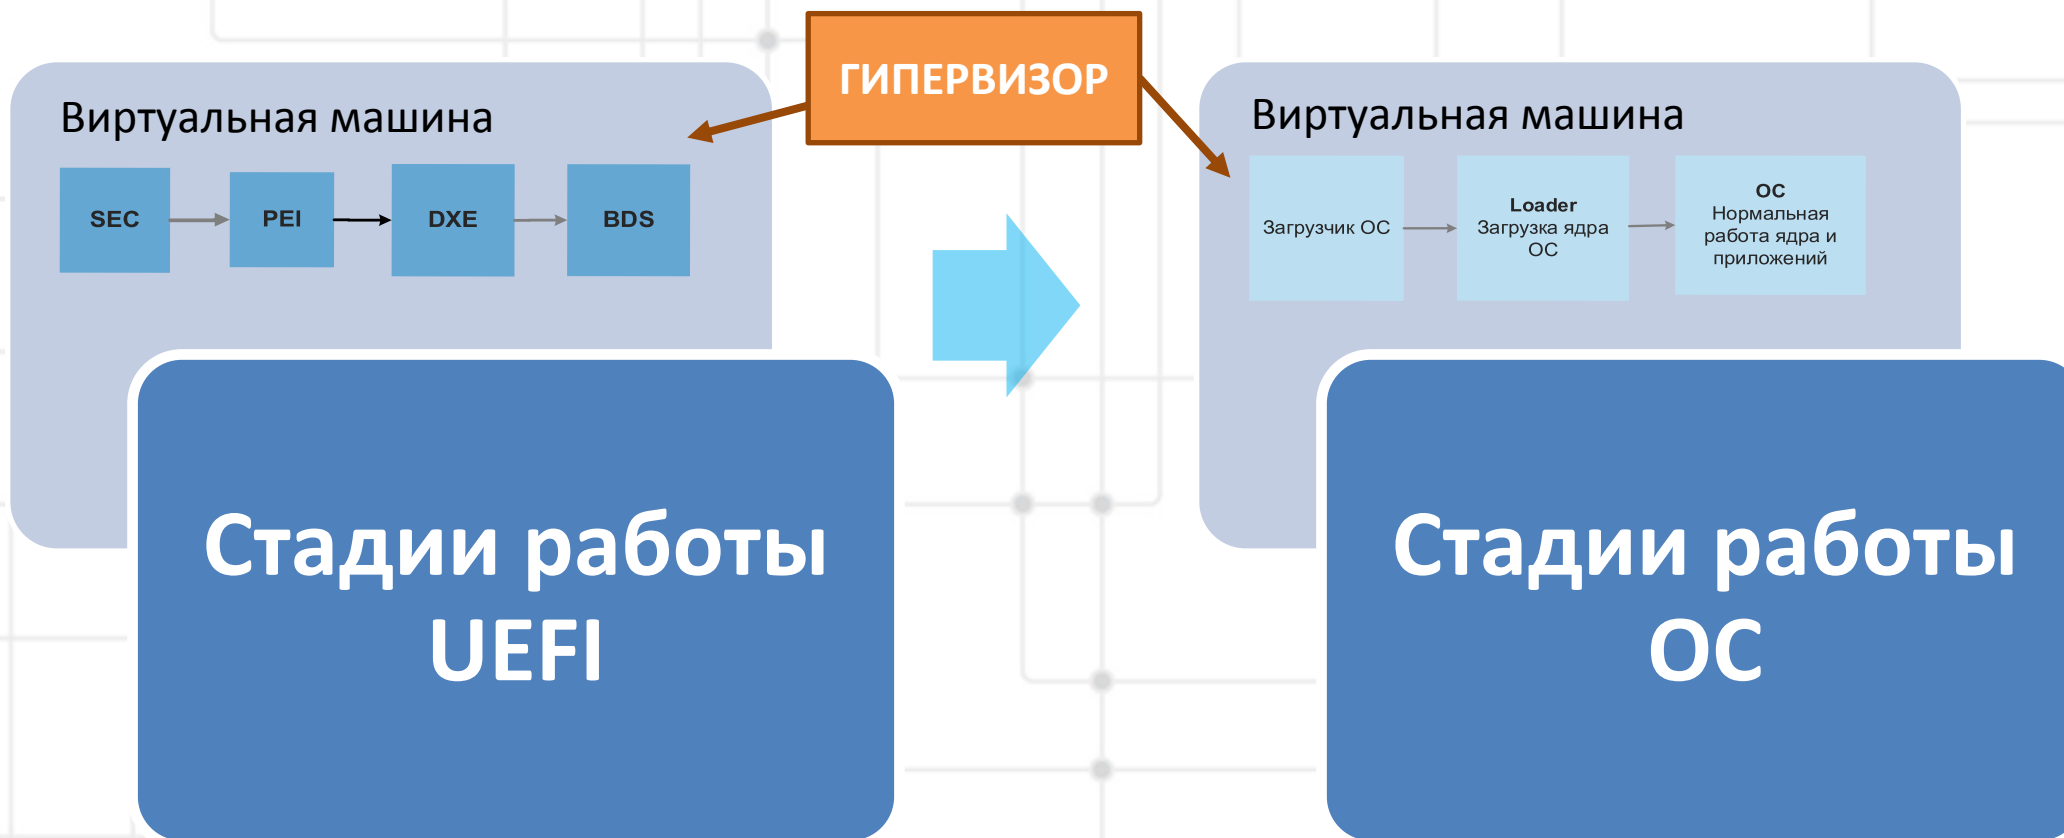 ГИПЕРВИЗОР
Виртуальная машина
SEC
PEI
DXE
BDS
Стадии работы
UEFI
Виртуальная машина
Загрузчик ОС
Loader
Загрузка ядра
ОС
ОС
Нормальная
работа ядра и
приложений
Стадии работы
ОС